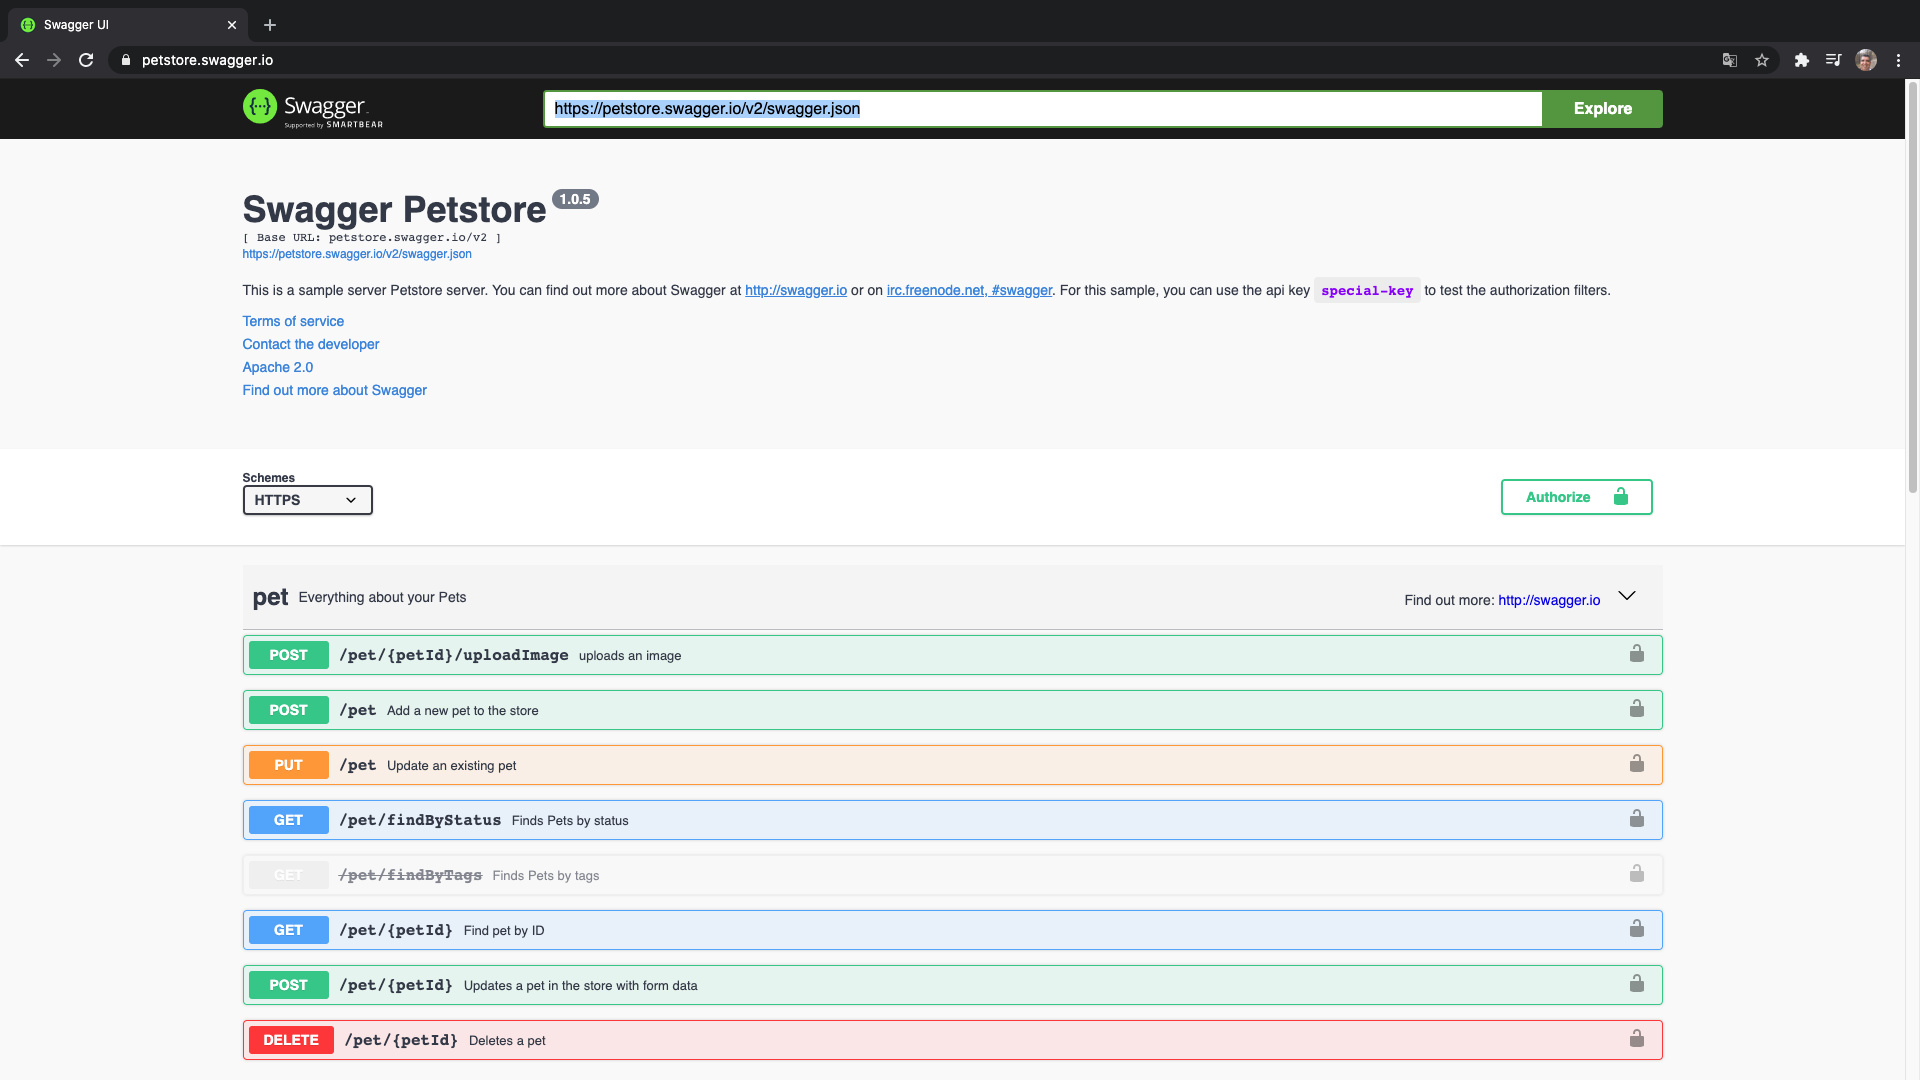 Swagger UI
petstore.swagger.io
Swagger
Supported by SMARTBEAR
https://petstore.swagger.io/v2/swagger.json
Explore
Swagger Petstore 1.0.5
[ Base URL: petstore.swagger.io/v2 ]
https://petstore.swagger.io/v2/swagger.json
This is a sample server Petstore server. You can find out more about Swagger at http://swagger.io or on irc.freenode.net, #swagger. For this sample, you can use the api key special-key to test the authorization filters.
Terms of service
Contact the developer
Apache 2.0
Find out more about Swagger
Schemes
HTTPS
Authorize
pet Everything about your Pets
Find out more: http://swagger.io
POST /pet/{petId}/uploadImage uploads an image
POST /pet Add a new pet to the store
PUT /pet Update an existing pet
GET /pet/findByStatus Finds Pets by status
GET /pet/findByTags Finds Pets by tags
GET /pet/{petId} Find pet by ID
POST /pet/{petId} Updates a pet in the store with form data
DELETE /pet/{petId} Deletes a pet